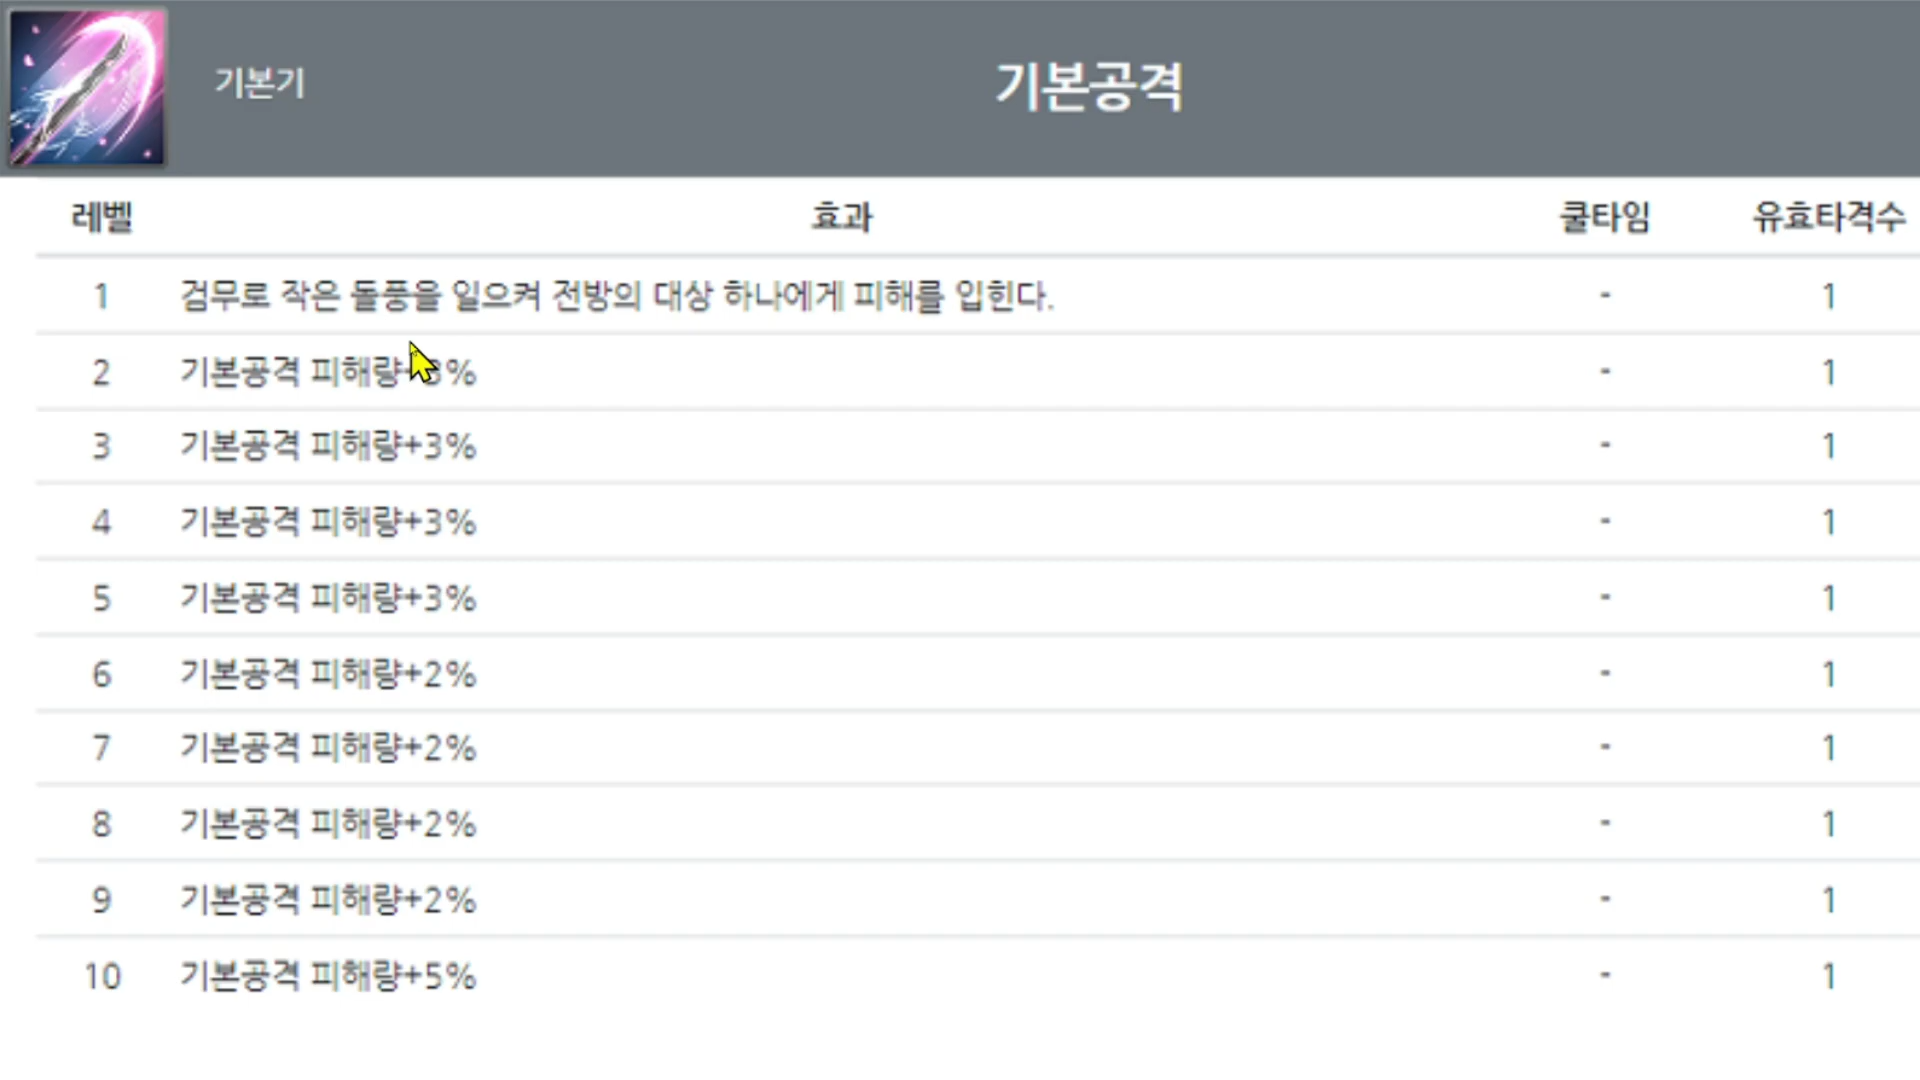 기본기 기본공격
레벨 효과 쿨타임 유효타격수
1 검무로 작은 돌풍을 일으켜 전방의 대상 하나에게 피해를 입힌다. - 1
2 기본공격 피해량+3% - 1
3 기본공격 피해량+3% - 1
4 기본공격 피해량+3% - 1
5 기본공격 피해량+3% - 1
6 기본공격 피해량+2% - 1
7 기본공격 피해량+2% - 1
8 기본공격 피해량+2% - 1
9 기본공격 피해량+2% - 1
10 기본공격 피해량+5% - 1